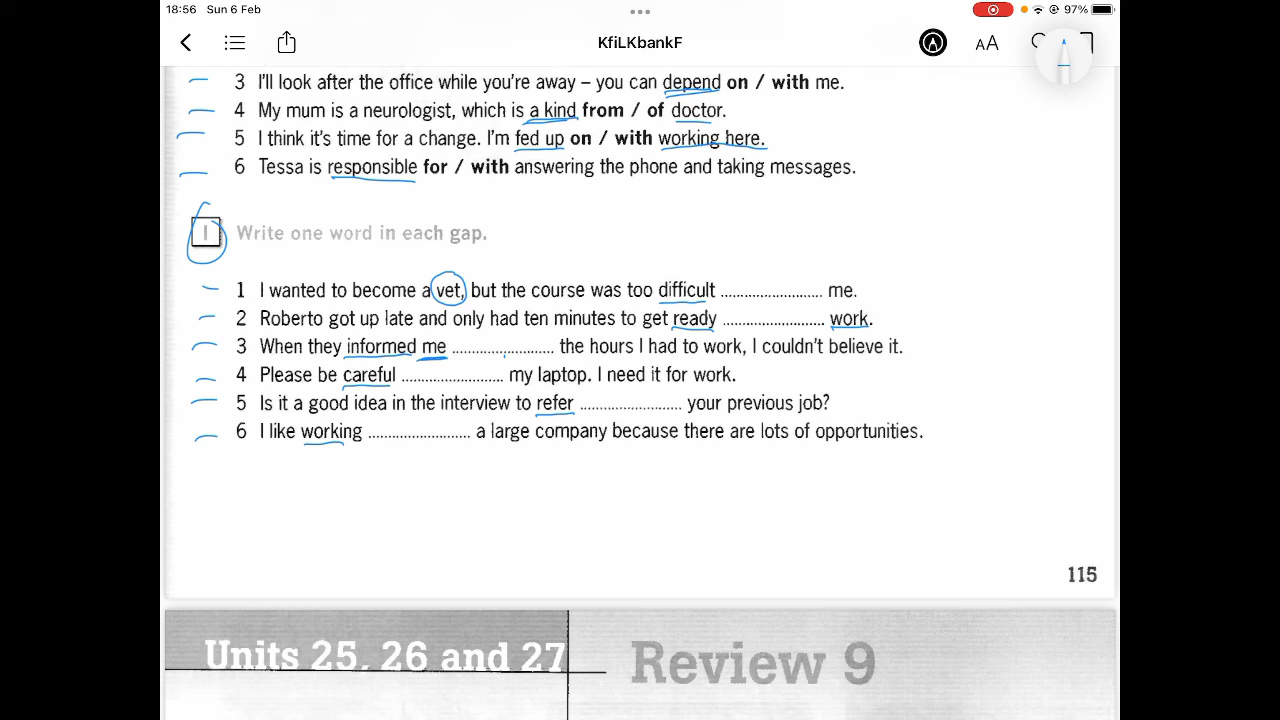 18:56 Sun 6 Feb
97%
KfiLKbankF
AA
3 I'll look after the office while you're away – you can depend on / with me.
4 My mum is a neurologist, which is a kind from / of doctor.
5 I think it's time for a change. I'm fed up on / with working here.
6 Tessa is responsible for / with answering the phone and taking messages.
I Write one word in each gap.
1 I wanted to become a vet, but the course was too difficult ......................... me.
2 Roberto got up late and only had ten minutes to get ready ......................... work.
3 When they informed me ......................... the hours I had to work, I couldn't believe it.
4 Please be careful ......................... my laptop. I need it for work.
5 Is it a good idea in the interview to refer ......................... your previous job?
6 I like working ......................... a large company because there are lots of opportunities.
115
Units 25, 26 and 27
Review 9